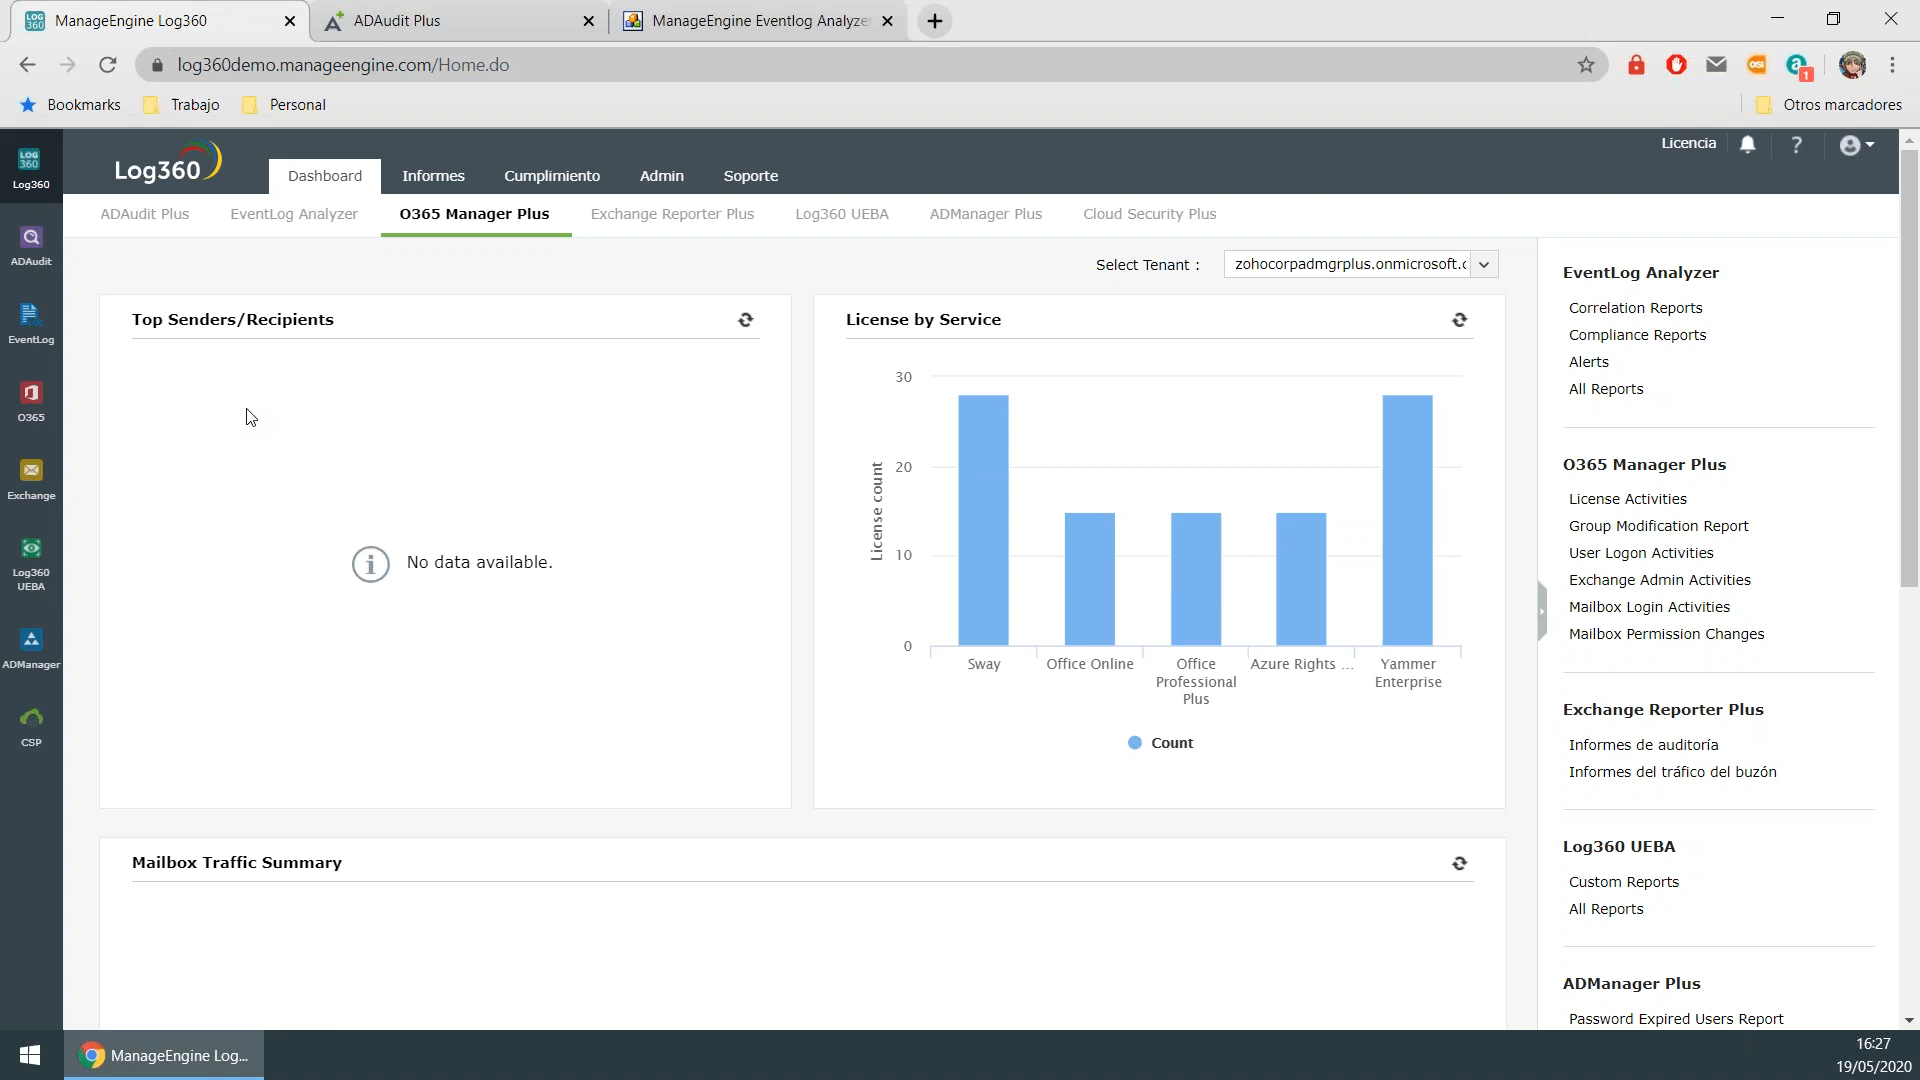 ManageEngine Log360
ADAudit Plus
ManageEngine Eventlog Analyze
log360demo.manageengine.com/Home.do
1
Bookmarks
Trabajo
Personal
Otros marcadores
LOG 360
Log360
Log360
Dashboard
Informes
Cumplimiento
Admin
Soporte
Licencia
?
ADAudit Plus
EventLog Analyzer
O365 Manager Plus
Exchange Reporter Plus
Log360 UEBA
ADManager Plus
Cloud Security Plus
ADAudit
EventLog
O365
Exchange
Log360
UEBA
ADManager
CSP
Select Tenant :
zohocorpadmgrplus.onmicrosoft.c
Top Senders/Recipients
No data available.
License by Service
30
20
10
0
License count
Sway
Office Online
Office
Professional
Plus
Azure Rights ...
Yammer
Enterprise
Count
Mailbox Traffic Summary
EventLog Analyzer
Correlation Reports
Compliance Reports
Alerts
All Reports
O365 Manager Plus
License Activities
Group Modification Report
User Logon Activities
Exchange Admin Activities
Mailbox Login Activities
Mailbox Permission Changes
Exchange Reporter Plus
Informes de auditoría
Informes del tráfico del buzón
Log360 UEBA
Custom Reports
All Reports
ADManager Plus
Password Expired Users Report
ManageEngine Log...
16:27
19/05/2020